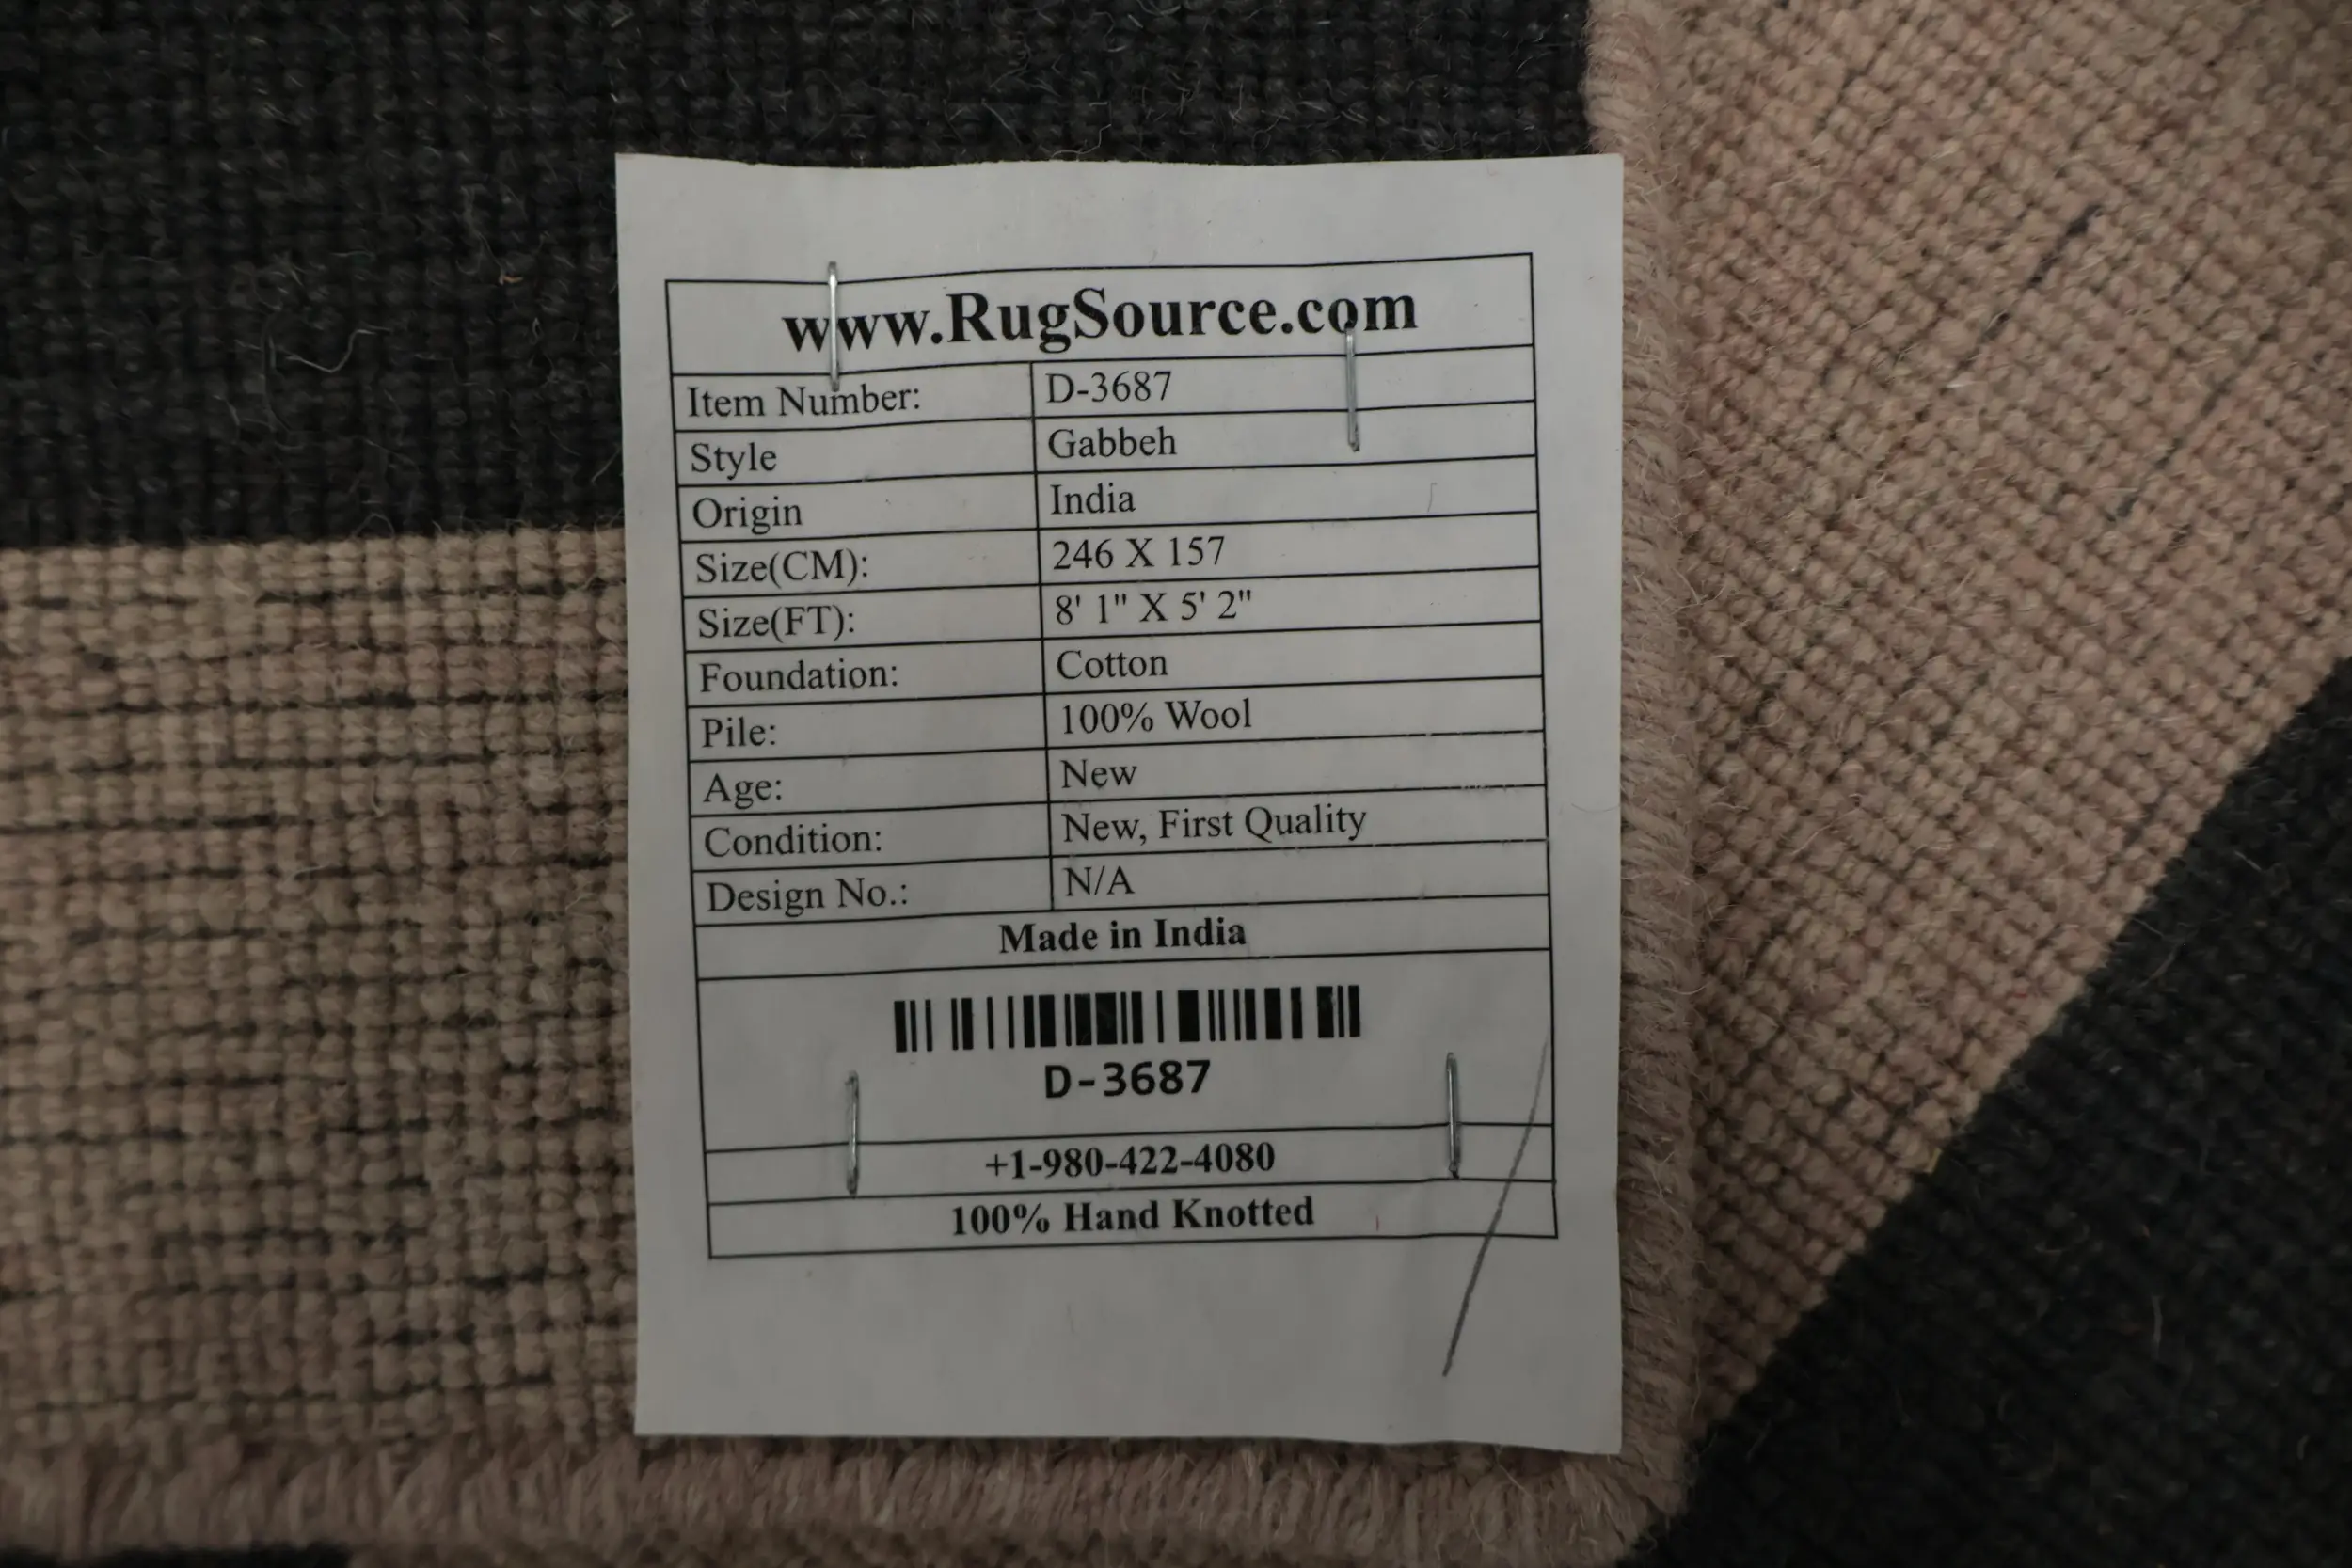 www.RugSource.com
Item Number: D-3687
Style Gabbeh
Origin India
Size(CM): 246 X 157
Size(FT): 8' 1" X 5' 2"
Foundation: Cotton
Pile: 100% Wool
Age: New
Condition: New, First Quality
Design No.: N/A
Made in India
D-3687
+1-980-422-4080
100% Hand Knotted